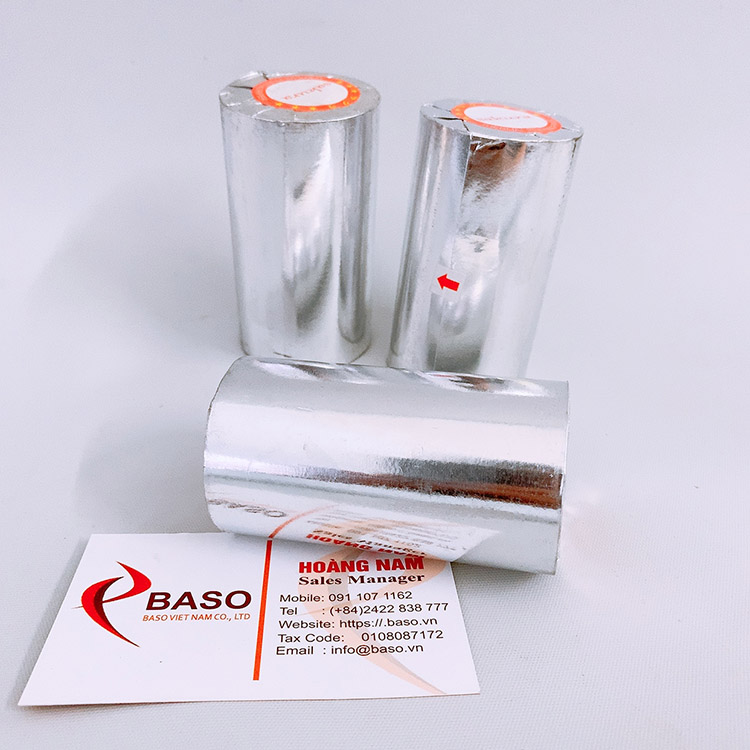 BASO
BASO VIET NAM CO., LTD
HOÀNG NAM
Sales Manager
Mobile: 091 107 1162
Tel : (+84)2422 838 777
Website: https://.baso.vn
Tax Code: 0108087172
Email : info@baso.vn